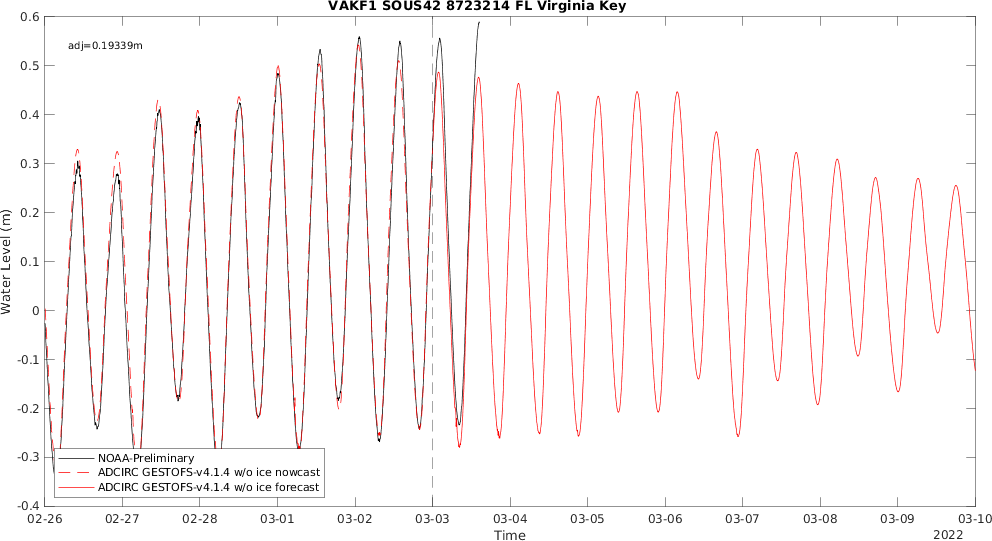 VAKF1 SOUS42 8723214 FL Virginia Key
adj=0.19339m
0.6
0.5
0.4
0.3
0.2
0.1
0
-0.1
-0.2
-0.3
-0.4
Water Level (m)
NOAA-Preliminary
ADCIRC GESTOFS-v4.1.4 w/o ice nowcast
ADCIRC GESTOFS-v4.1.4 w/o ice forecast
02-26 02-27 02-28 03-01 03-02 03-03 03-04 03-05 03-06 03-07 03-08 03-09 03-10
Time
2022